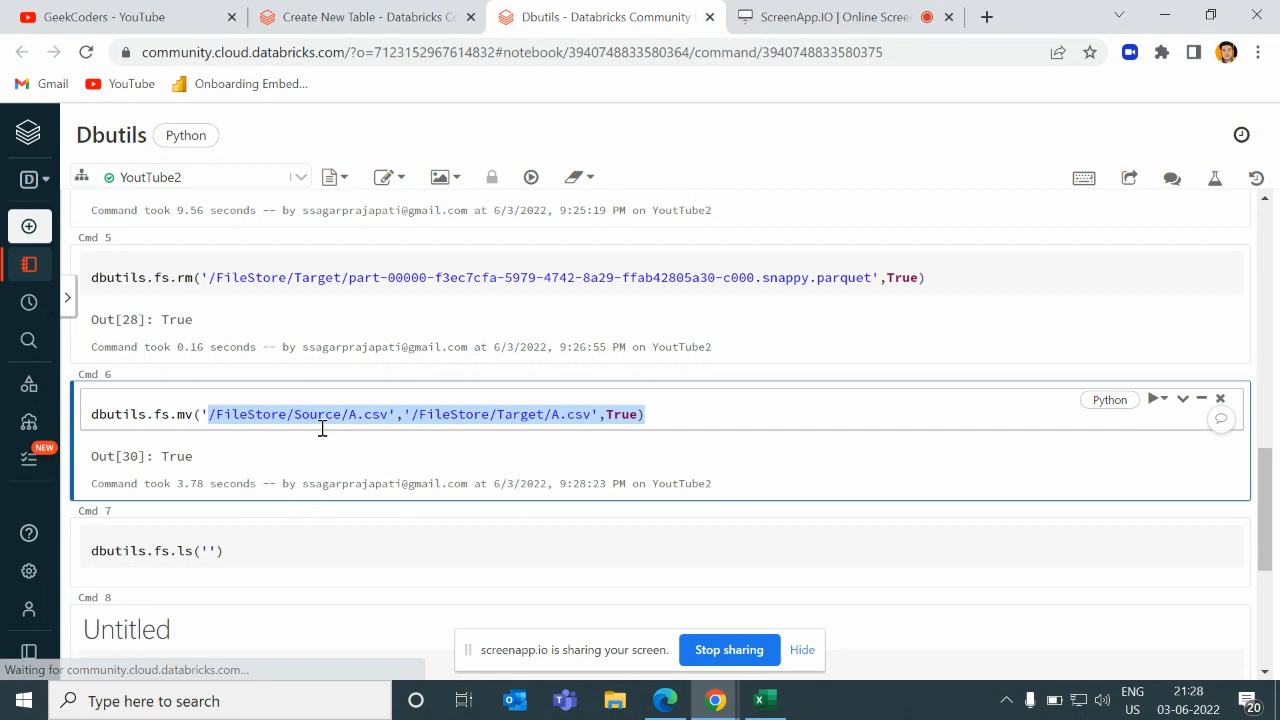 GeekCoders - YouTube
Create New Table - Databricks Co
Dbutils - Databricks Community
ScreenApp.IO | Online Screen
community.cloud.databricks.com/?o=7123152967614832#notebook/3940748833580364/command/3940748833580375
Gmail
YouTube
Onboarding Embed...
Dbutils
Python
D
YoutTube2
Command took 9.56 seconds -- by ssagarprajapati@gmail.com at 6/3/2022, 9:25:19 PM on YoutTube2
Cmd 5
dbutils.fs.rm('/FileStore/Target/part-00000-f3ec7cfa-5979-4742-8a29-ffab42805a30-c000.snappy.parquet',True)
Out[28]: True
Command took 0.16 seconds -- by ssagarprajapati@gmail.com at 6/3/2022, 9:26:55 PM on YoutTube2
Cmd 6
dbutils.fs.mv('/FileStore/Source/A.csv','/FileStore/Target/A.csv',True)
Python
Out[30]: True
NEW
Command took 3.78 seconds -- by ssagarprajapati@gmail.com at 6/3/2022, 9:28:23 PM on YoutTube2
Cmd 7
dbutils.fs.ls('')
Cmd 8
Untitled
screenapp.io is sharing your screen.
Stop sharing
Hide
Waiting for community.cloud.databricks.com...
Type here to search
ENG
US
21:28
03-06-2022
20